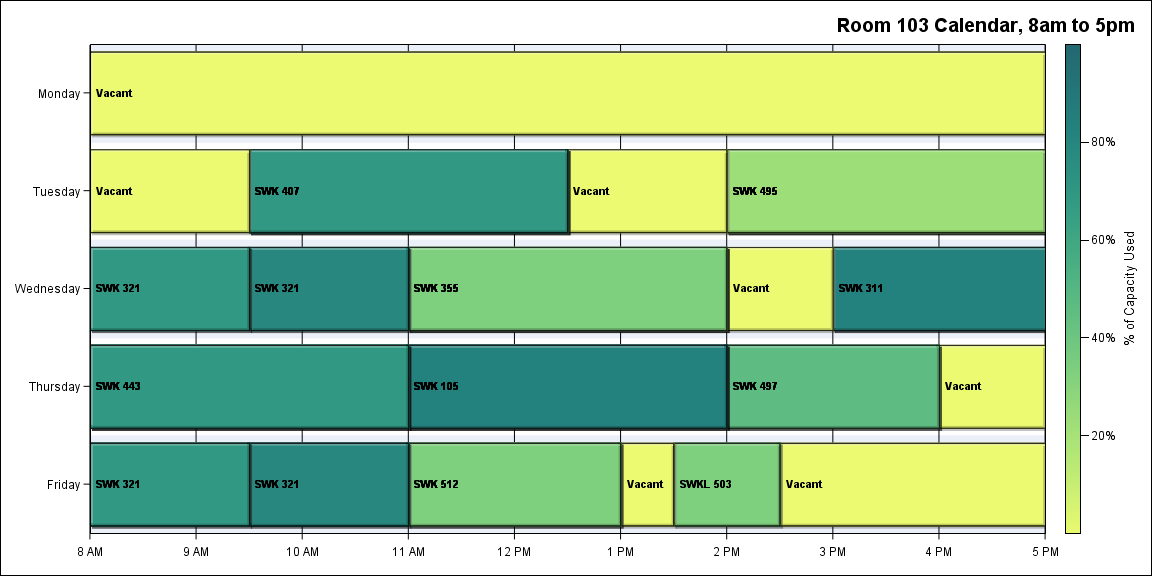 Room 103 Calendar, 8am to 5pm
Monday
Vacant
80%
Tuesday
Vacant
SWK 407
Vacant
SWK 495
60%
% of Capacity Used
Wednesday
SWK 321
SWK 321
SWK 355
Vacant
SWK 311
40%
Thursday
SWK 443
SWK 105
SWK 497
Vacant
20%
Friday
SWK 321
SWK 321
SWK 512
Vacant
SWKL 503
Vacant
8 AM
9 AM
10 AM
11 AM
12 PM
1 PM
2 PM
3 PM
4 PM
5 PM